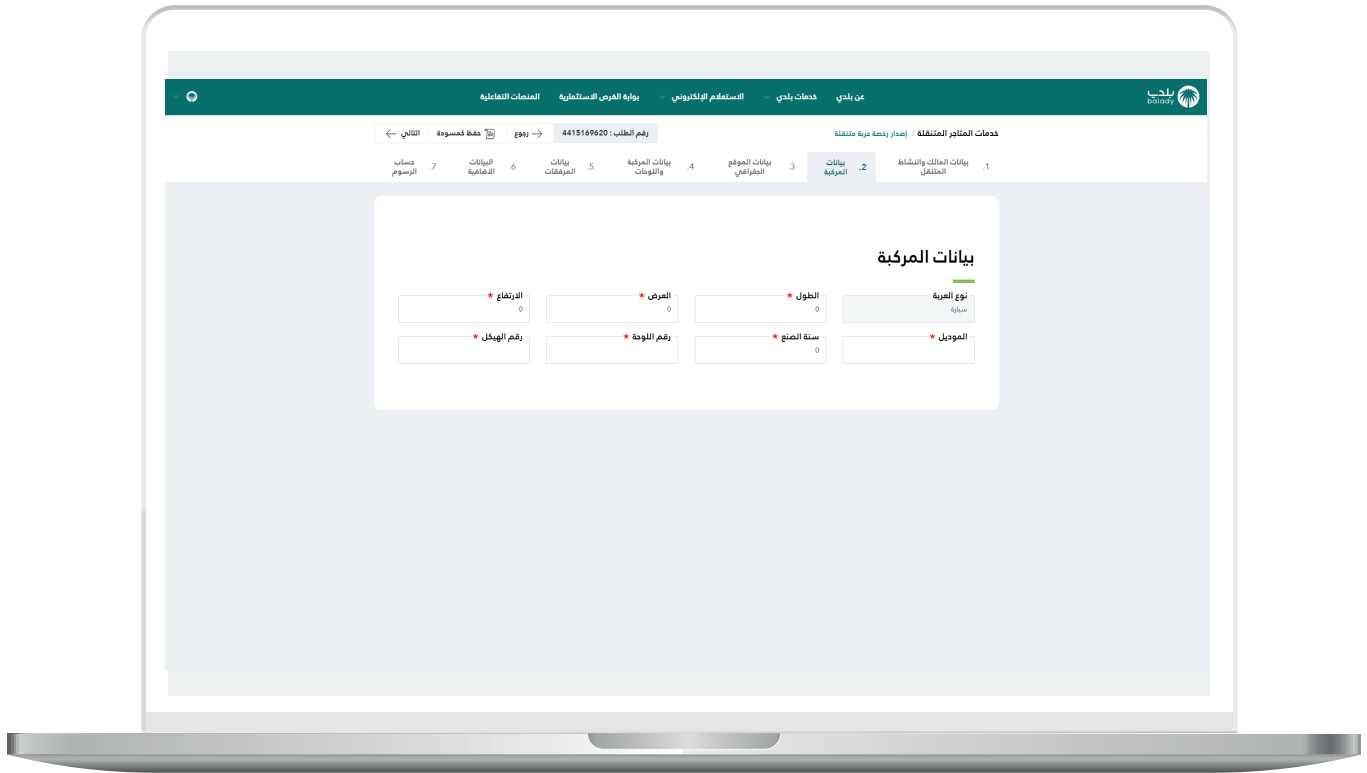 بلدي
balady
عن بلدي
خدمات بلدي
الاستعلام الإلكتروني
بوابة الفرص الاستثمارية
المنصات التفاعلية
خدمات المتاجر المتنقلة / إصدار رخصة عربة متنقلة
رقم الطلب : 4415169620
رجوع
حفظ كمسودة
التالي
1. بيانات المالك والنشاط
المتنقل
2. بيانات
المركبة
3. بيانات الموقع
الجغرافي
4. بيانات المركبة
واللوحات
5. بيانات
المرفقات
6. البيانات
الاضافية
7. حساب
الرسوم
بيانات المركبة
نوع العربة
سيارة
الطول *
0
العرض *
0
الارتفاع *
0
الموديل *
سنة الصنع *
0
رقم اللوحة *
رقم الهيكل *